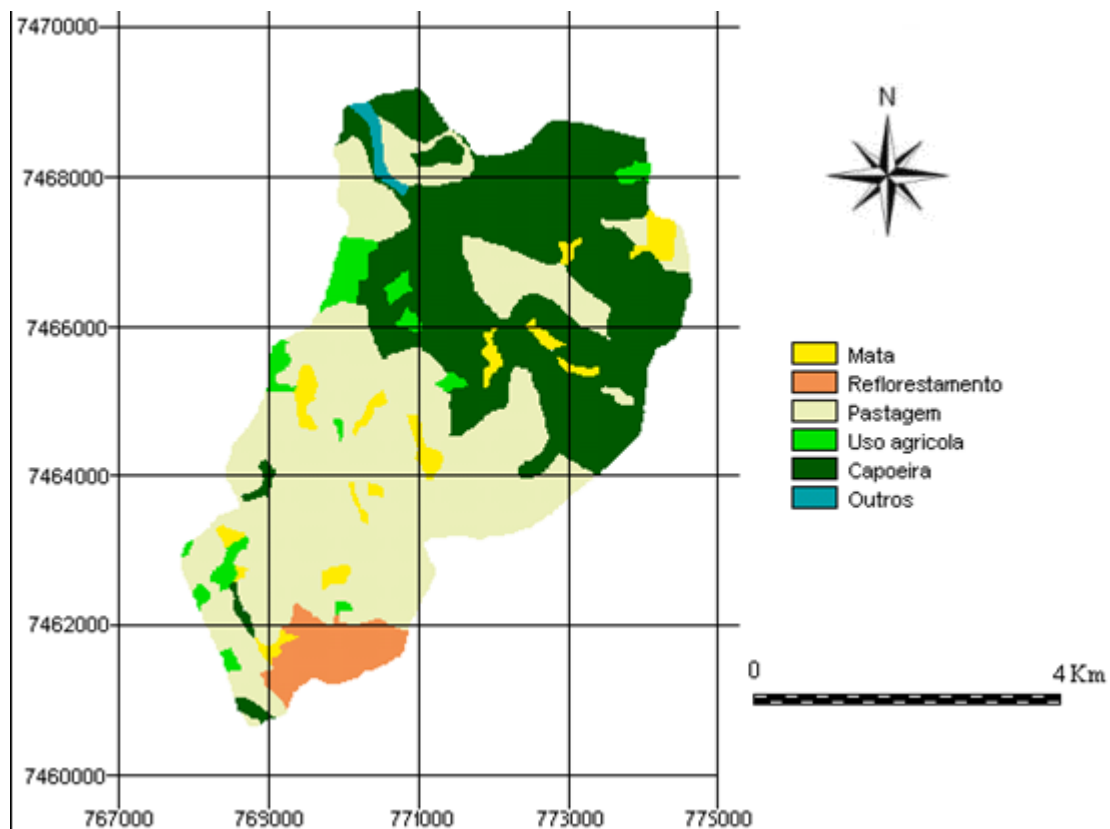 7470000
N
7468000
7466000
Mata
Reflorestamento
Pastagem
Uso agricola
7464000
Capoeira
Outros
7462000
0
4 Km
7460000
767000
769000
771000
773000
775000